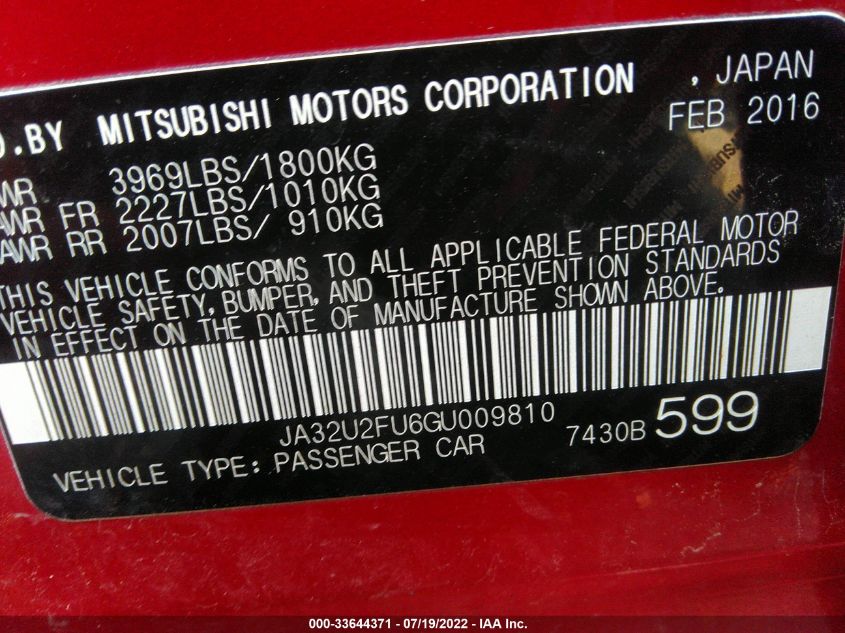 D.BY MITSUBISHI MOTORS CORPORATION , JAPAN
FEB 2016
WR 3969LBS/1800KG
AWR FR 2227LBS/1010KG
AWR RR 2007LBS/ 910KG
THIS VEHICLE CONFORMS TO ALL APPLICABLE FEDERAL MOTOR
VEHICLE SAFETY, BUMPER, AND THEFT PREVENTION STANDARDS
IN EFFECT ON THE DATE OF MANUFACTURE SHOWN ABOVE.
JA32U2FU6GU009810
7430B 599
VEHICLE TYPE: PASSENGER CAR
000-33644371 - 07/19/2022 - IAA Inc.